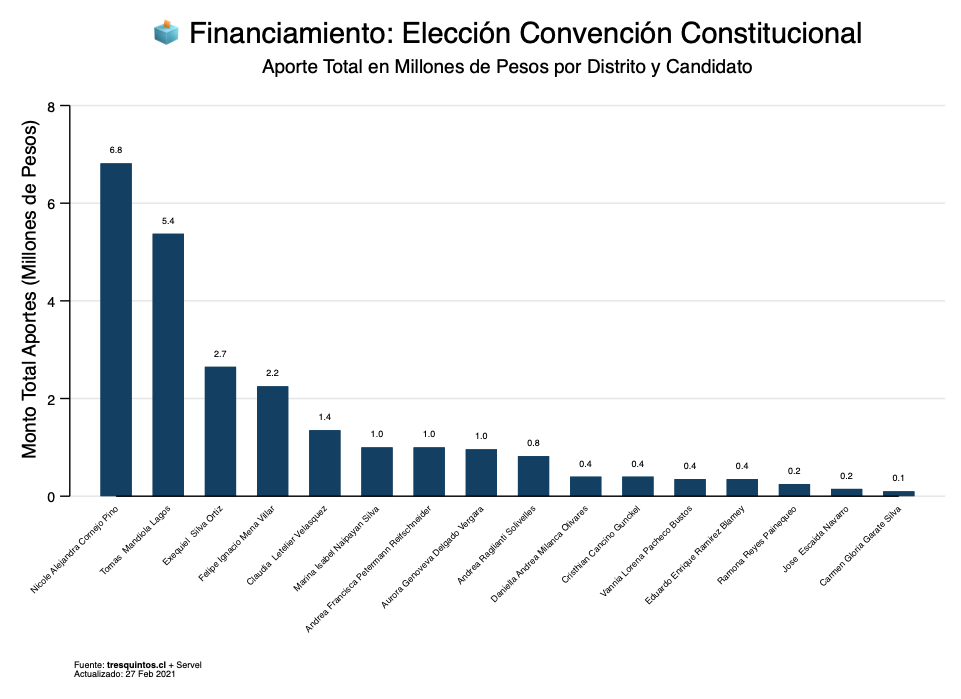 Financiamiento: Elección Convención Constitucional
Aporte Total en Millones de Pesos por Distrito y Candidato
Monto Total Aportes (Millones de Pesos)
8
6
4
2
0
6.8
5.4
2.7
2.2
1.4
1.0
1.0
1.0
0.8
0.4
0.4
0.4
0.4
0.2
0.2
0.1
Nicole Alejandra Cornejo Pino
Tomas Mandiola Lagos
Exequiel Silva Ortiz
Felipe Ignacio Mena Villar
Claudia Letelier Velasquez
Marina Isabel Naipayan Silva
Andrea Francisca Petermann Reifschneider
Aurora Genoveva Delgado Vergara
Andrea Raglianti Solivelles
Daniella Andrea Milanca Olivares
Cristhian Cancino Gunckel
Vannia Lorena Pacheco Bustos
Eduardo Enrique Ramirez Blamey
Ramona Reyes Painequeo
Jose Escaida Navarro
Carmen Gloria Garate Silva
Fuente: tresquintos.cl + Servel
Actualizado: 27 Feb 2021